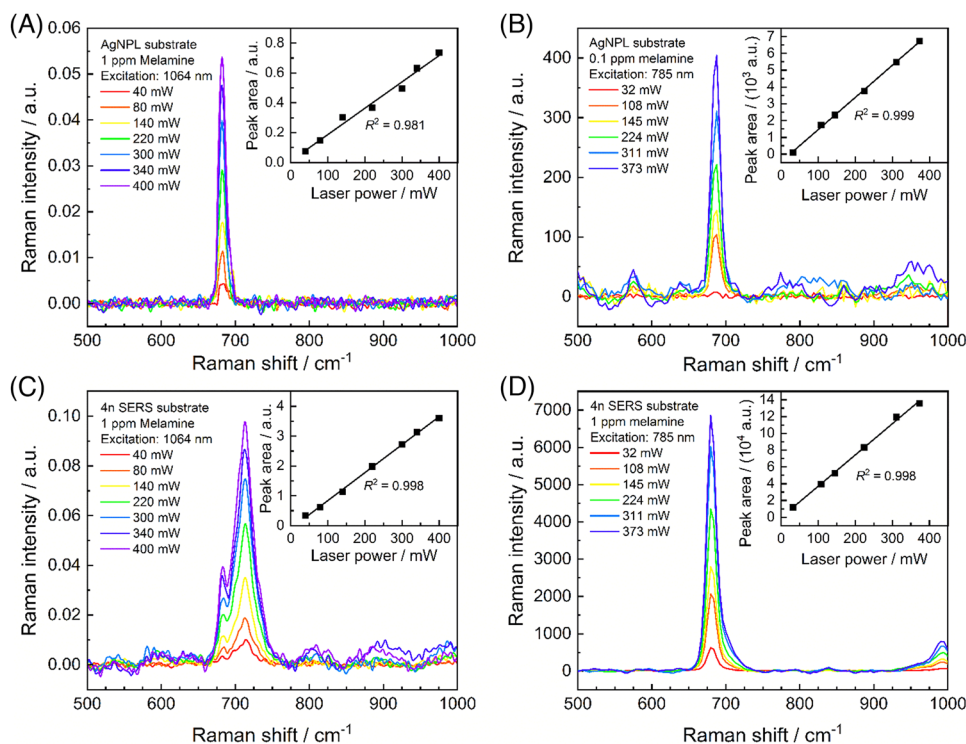 (A)
AgNPL substrate
1 ppm Melamine
Excitation: 1064 nm
40 mW
80 mW
140 mW
220 mW
300 mW
340 mW
400 mW
Raman intensity / a.u.
0.06
0.05
0.04
0.03
0.02
0.01
0.00
500 600 700 800 900 1000
Raman shift / cm-1
Peak area / a.u.
0.8
0.6
0.4
0.2
0.0
R2 = 0.981
0 100 200 300 400
Laser power / mW
(B)
AgNPL substrate
0.1 ppm Melamine
Excitation: 785 nm
32 mW
108 mW
145 mW
224 mW
311 mW
373 mW
Raman intensity / a.u.
400
300
200
100
0
500 600 700 800 900 1000
Raman shift / cm-1
Peak area / (103 a.u.)
7
6
5
4
3
2
1
0
R2 = 0.999
0 100 200 300 400
Laser power / mW
(C)
4n SERS substrate
1 ppm Melamine
Excitation: 1064 nm
40 mW
80 mW
140 mW
220 mW
300 mW
340 mW
400 mW
Raman intensity / a.u.
0.10
0.08
0.06
0.04
0.02
0.00
500 600 700 800 900 1000
Raman shift / cm-1
Peak area / a.u.
4
3
2
1
0
R2 = 0.998
0 100 200 300 400
Laser power / mW
(D)
4n SERS substrate
1 ppm Melamine
Excitation: 785 nm
32 mW
108 mW
145 mW
224 mW
311 mW
373 mW
Raman intensity / a.u.
7000
6000
5000
4000
3000
2000
1000
0
500 600 700 800 900 1000
Raman shift / cm-1
Peak area / (104 a.u.)
14
12
10
8
6
4
2
0
R2 = 0.998
0 100 200 300 400
Laser power / mW